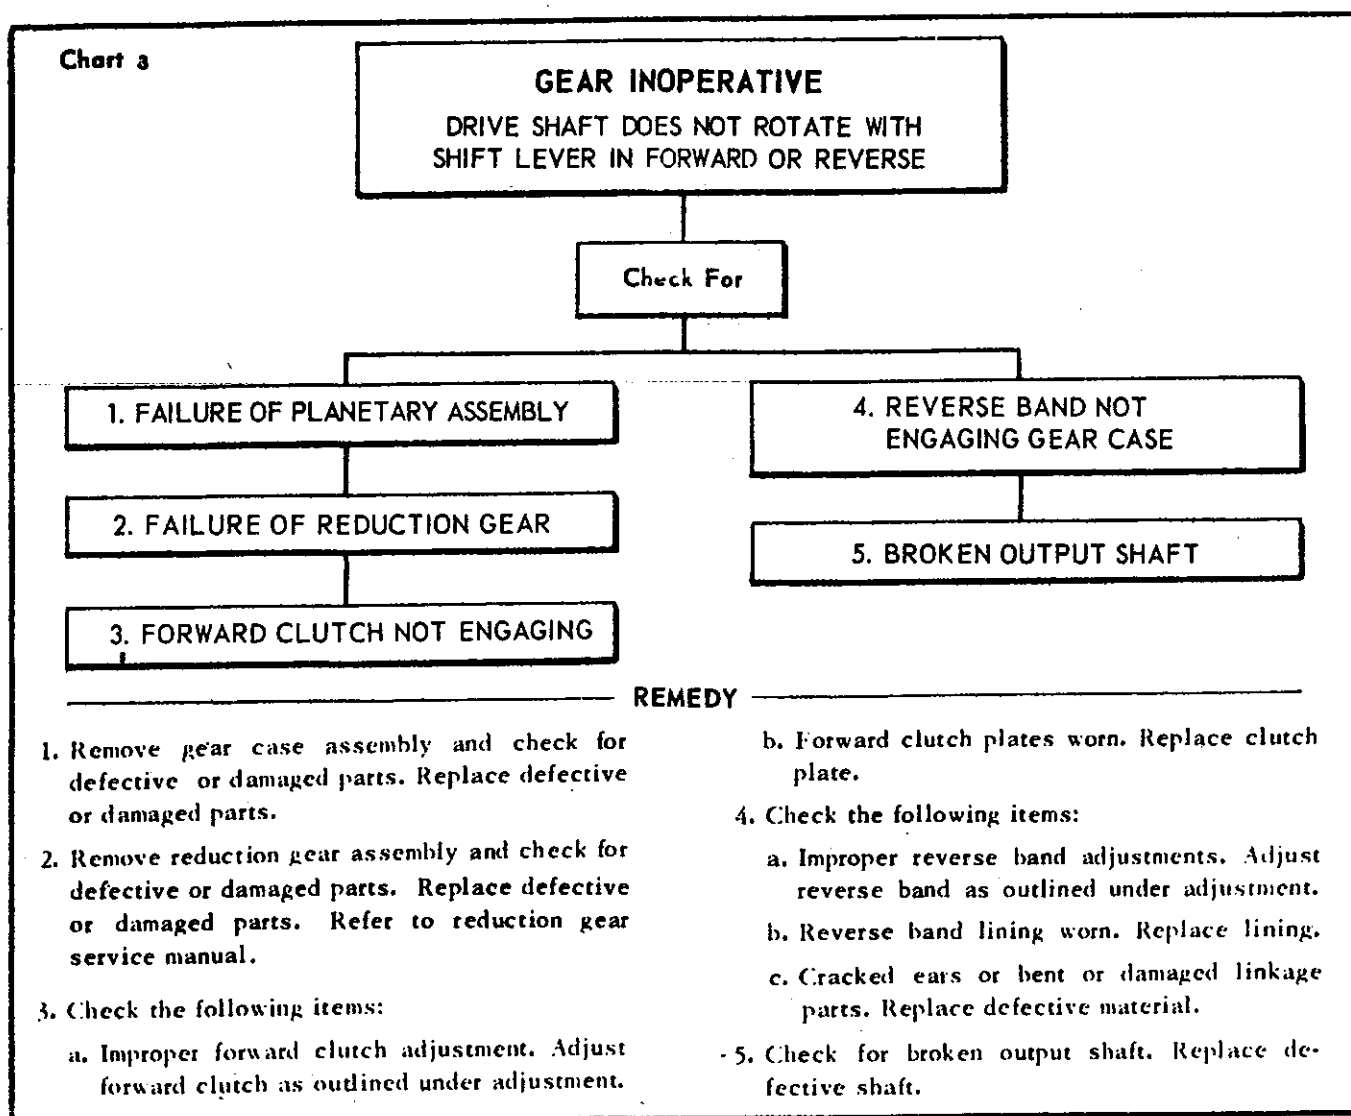 Chart 3
GEAR INOPERATIVE
DRIVE SHAFT DOES NOT ROTATE WITH
SHIFT LEVER IN FORWARD OR REVERSE
Check For
1. FAILURE OF PLANETARY ASSEMBLY
2. FAILURE OF REDUCTION GEAR
3. FORWARD CLUTCH NOT ENGAGING
4. REVERSE BAND NOT
ENGAGING GEAR CASE
5. BROKEN OUTPUT SHAFT
REMEDY
1. Remove gear case assembly and check for
defective or damaged parts. Replace defective
or damaged parts.
2. Remove reduction gear assembly and check for
defective or damaged parts. Replace defective
or damaged parts. Refer to reduction gear
service manual.
3. Check the following items:
a. Improper forward clutch adjustment. Adjust
forward clutch as outlined under adjustment.
b. Forward clutch plates worn. Replace clutch
plate.
4. Check the following items:
a. Improper reverse band adjustments. Adjust
reverse band as outlined under adjustment.
b. Reverse band lining worn. Replace lining.
c. Cracked ears or bent or damaged linkage
parts. Replace defective material.
5. Check for broken output shaft. Replace de-
fective shaft.